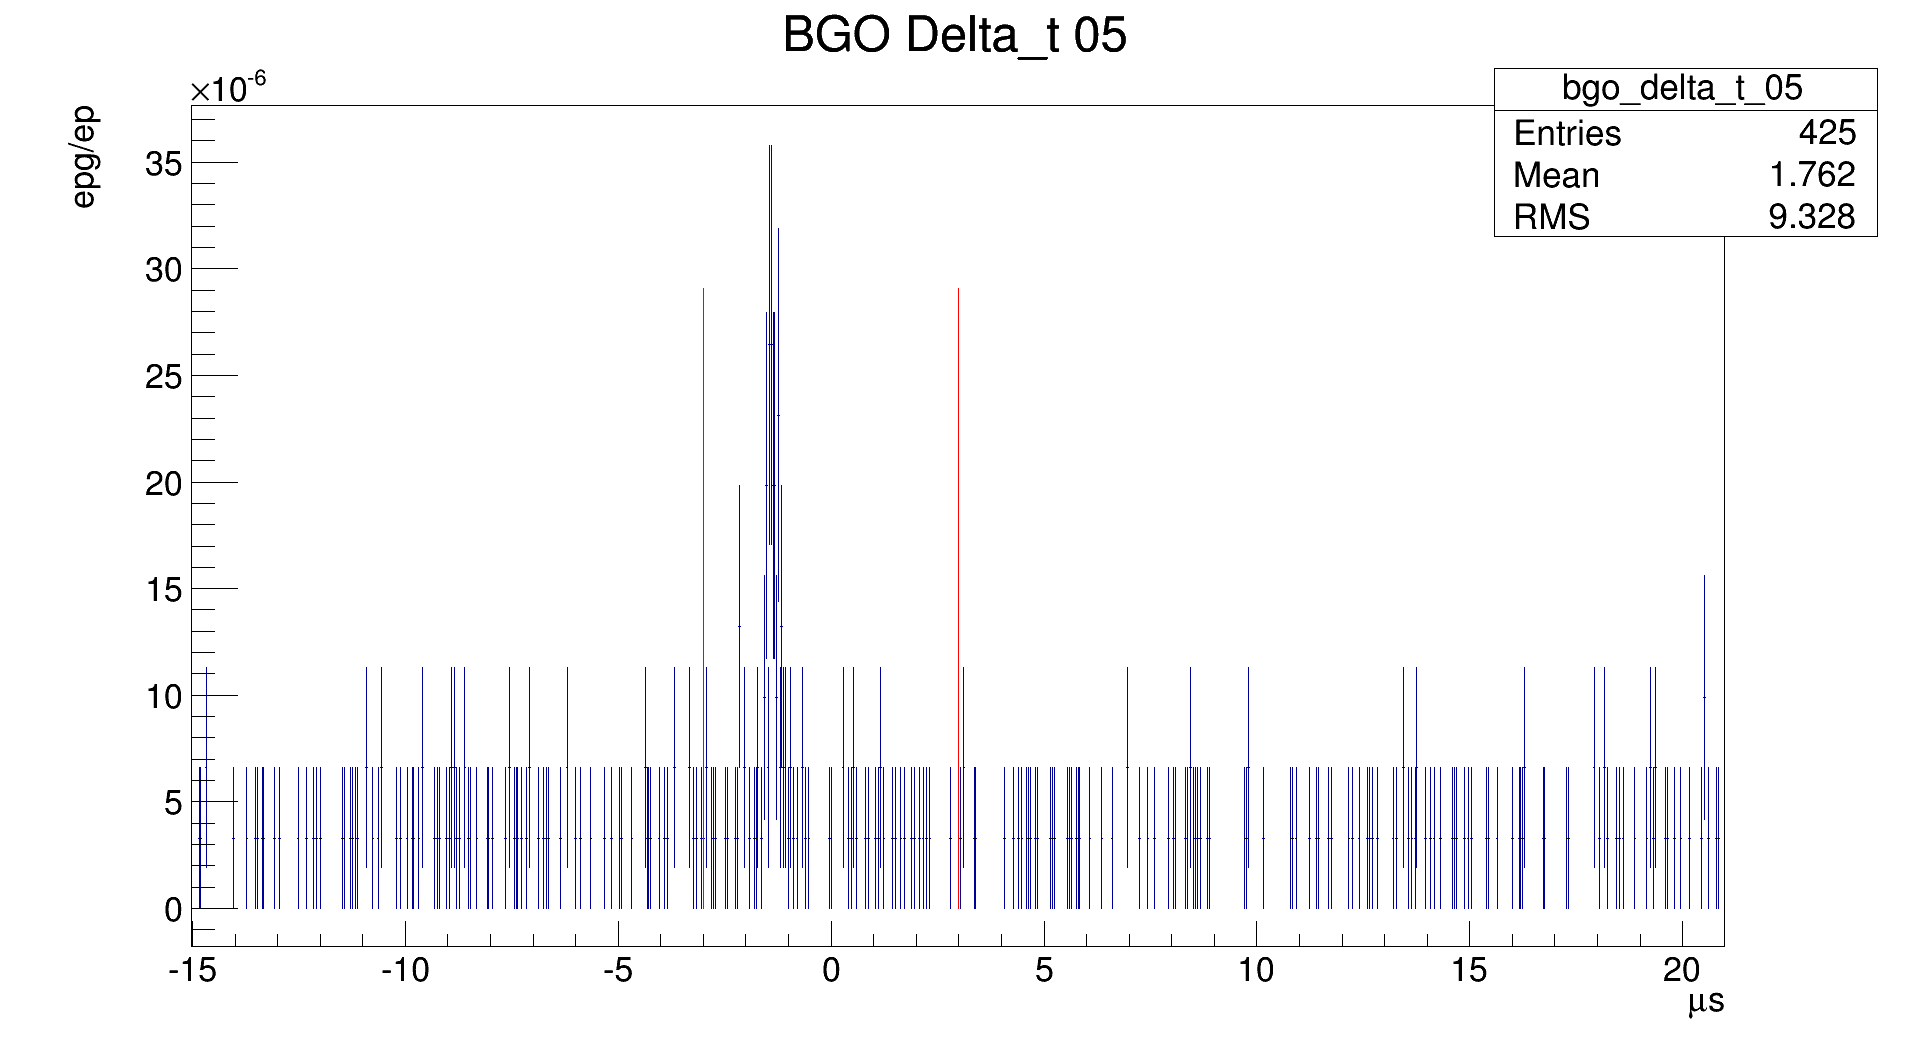 BGO Delta_t 05
×10-6
epg/ep
bgo_delta_t_05
Entries 425
Mean 1.762
RMS 9.328
35
30
25
20
15
10
5
0
-15 -10 -5 0 5 10 15 20
μs